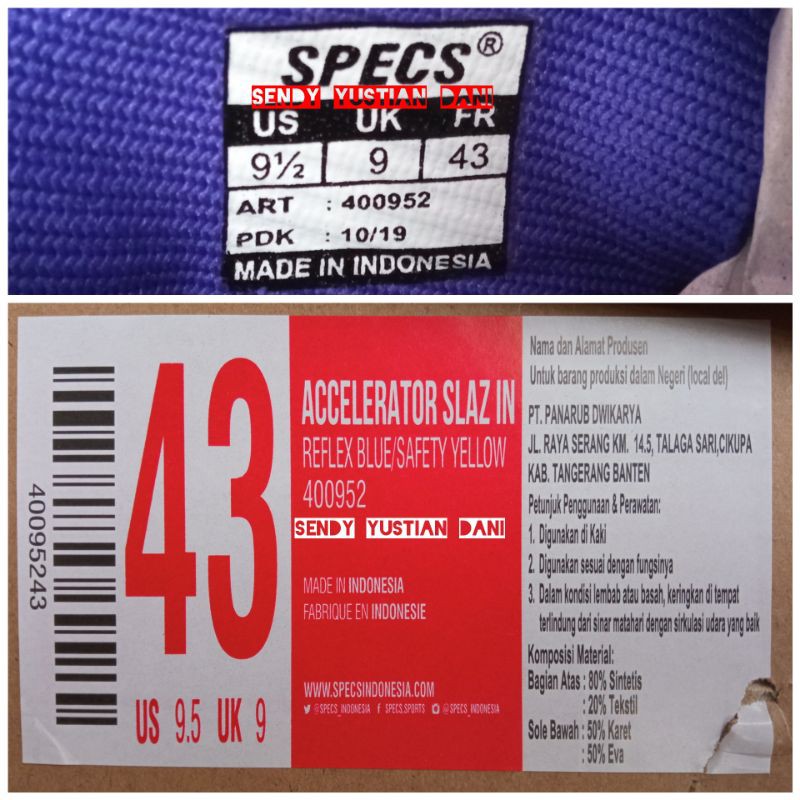 SPECS®
SENDY YUSTIAN DANI
US UK FR
9½ 9 43
ART : 400952
PDK : 10/19
MADE IN INDONESIA
40095243
43
US 9.5 UK 9
ACCELERATOR SLAZ IN
REFLEX BLUE/SAFETY YELLOW
400952
SENDY YUSTIAN DANI
MADE IN INDONESIA
FABRIQUE EN INDONESIE
WWW.SPECSINDONESIA.COM
@SPECS_INDONESIA SPECS.SPORTS @SPECS_INDONESIA
Nama dan Alamat Produsen
Untuk barang produksi dalam Negeri (local del)
PT. PANARUB DWIKARYA
JL. RAYA SERANG KM. 14.5, TALAGA SARI,CIKUPA
KAB. TANGERANG BANTEN
Petunjuk Penggunaan & Perawatan:
1. Digunakan di Kaki
2. Digunakan sesuai dengan fungsinya
3. Dalam kondisi lembab atau basah, keringkan di tempat
terlindung dari sinar matahari dengan sirkulasi udara yang baik
Komposisi Material:
Bagian Atas : 80% Sintetis
: 20% Tekstil
Sole Bawah : 50% Karet
: 50% Eva